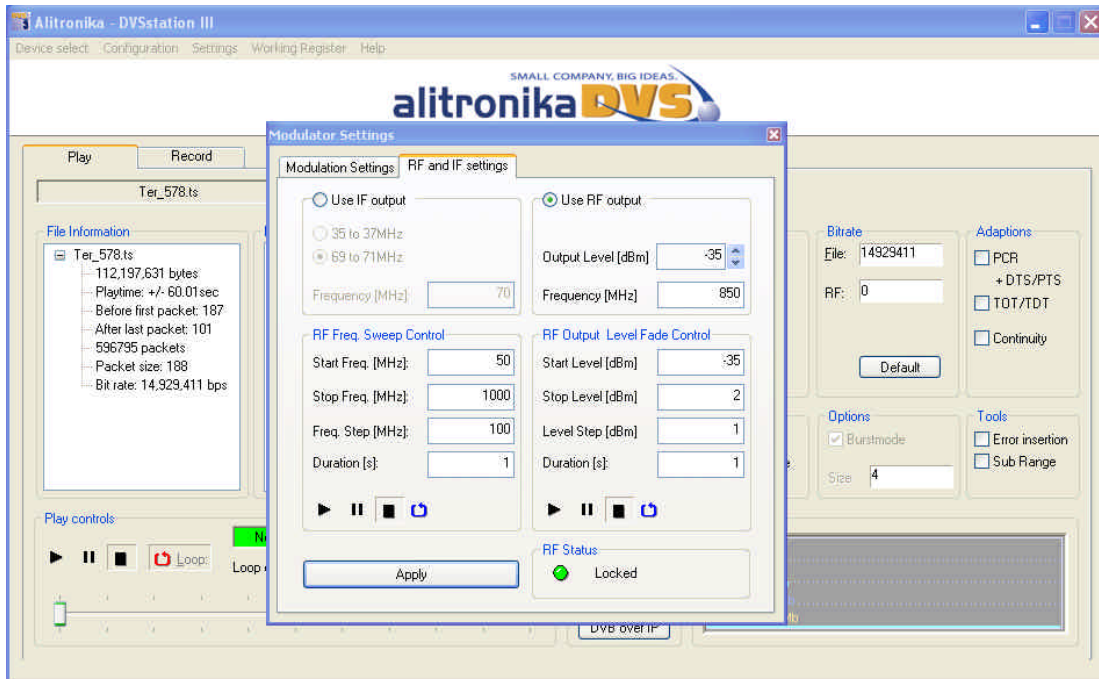 Alitronika - DVSstation III
Device select Configuration Settings Working Register Help
SMALL COMPANY, BIG IDEAS.
alitronika DVS
Play
Record
Ter_578.ts
File Information
Ter_578.ts
112,197,631 bytes
Playtime: +/- 60.01sec
Before first packet: 187
After last packet: 101
596795 packets
Packet size: 188
Bit rate: 14,929,411 bps
Modulator Settings
Modulation Settings
RF and IF settings
Use IF output
35 to 37MHz
69 to 71MHz
Frequency [MHz]: 70
Use RF output
Output Level [dBm] -35
Frequency [MHz] 850
RF Freq. Sweep Control
Start Freq. [MHz]: 50
Stop Freq. [MHz]: 1000
Freq. Step [MHz]: 100
Duration [s]: 1
RF Output Level Fade Control
Start Level [dBm] -35
Stop Level [dBm] 2
Level Step [dBm] 1
Duration [s]: 1
Apply
RF Status
Locked
Bitrate
File: 14929411
RF: 0
Default
Adaptions
PCR
+ DTS/PTS
TOT/TDT
Continuity
Options
Burstmode
Size 4
Tools
Error insertion
Sub Range
Play controls
Loop:
Loop
DVB over IP